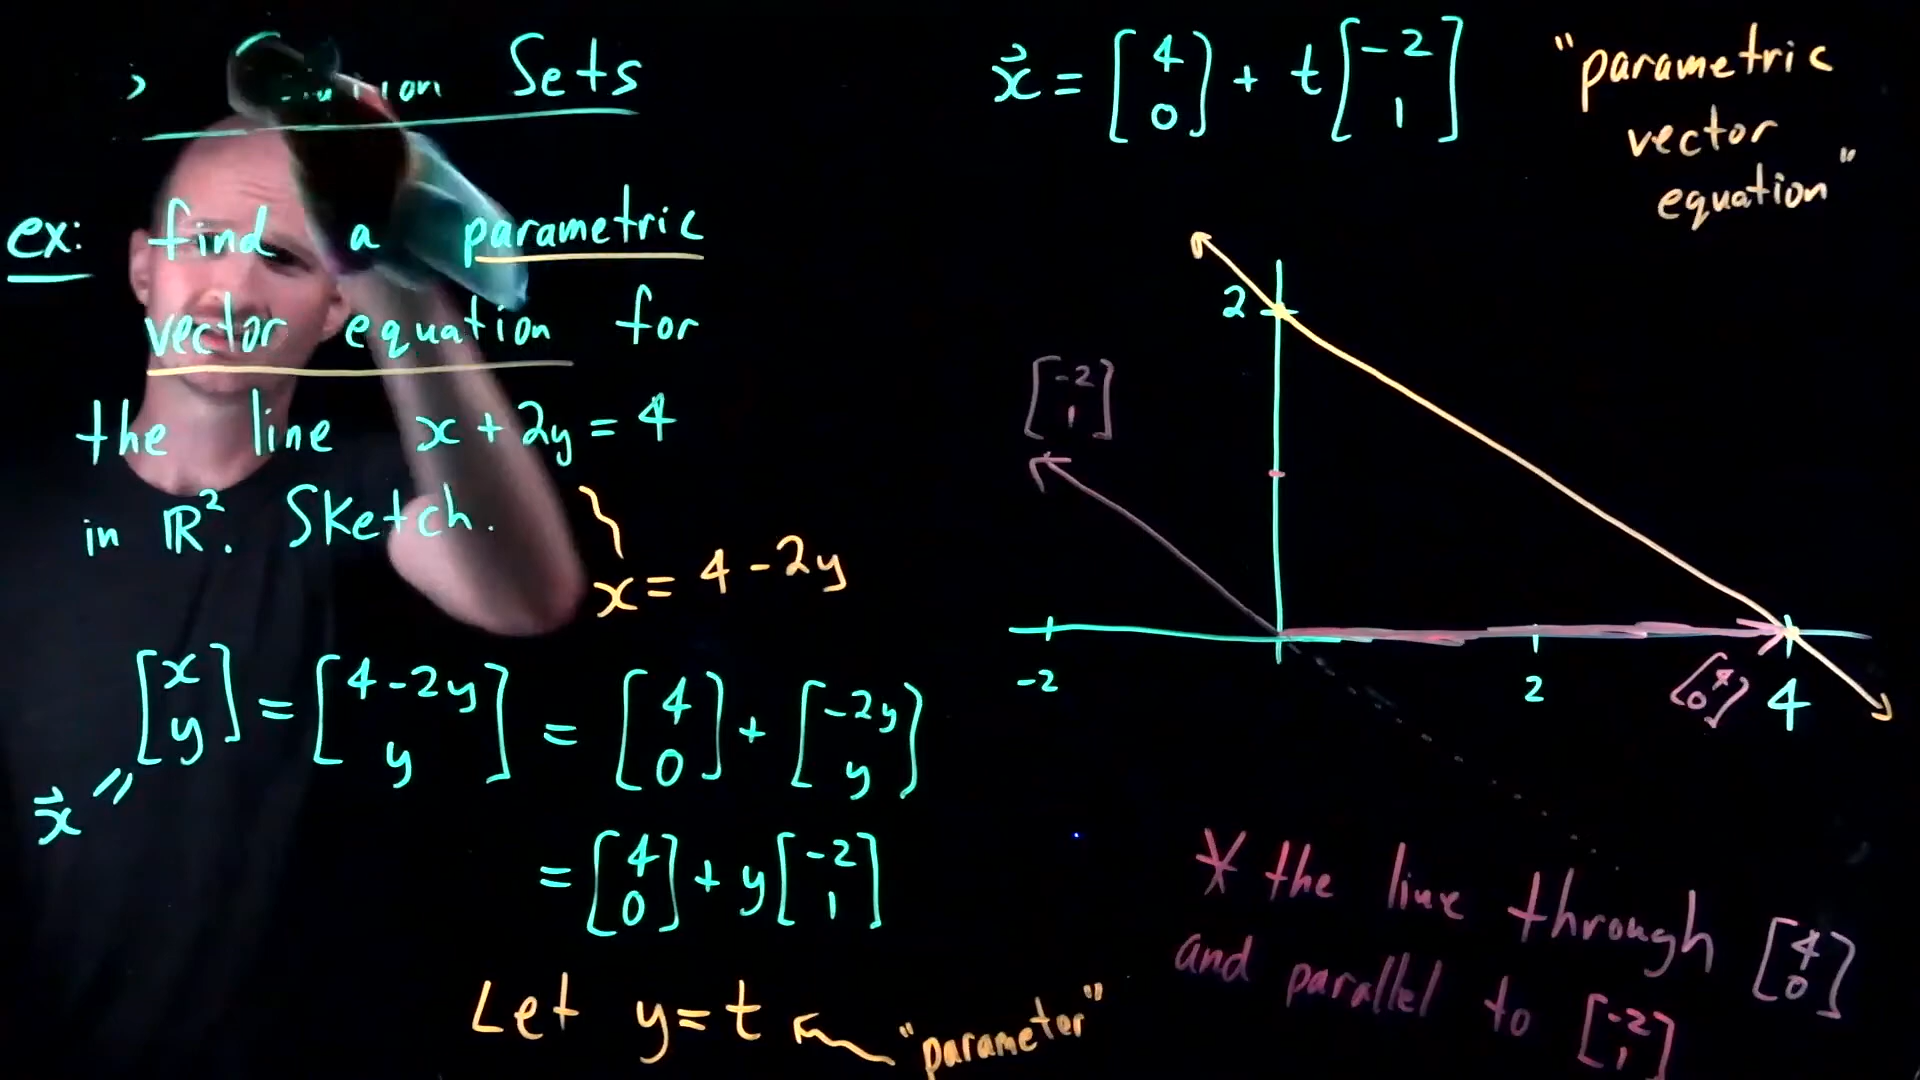 Sets
ex: find a parametric
vector equation for
the line x + 2y = 4
in ℝ². Sketch.
x = 4 - 2y
[x y] = [4-2y y] = [4 0] + [-2y y]
x⃗ "
= [4 0] + y [-2 1]
Let y = t "parameter"
x⃗ = [4 0] + t [-2 1]
"parametric
vector
equation"
2
[-2 1]
-2 2 [4 0] 4
* the line through [4 0]
and parallel to [-2 1]